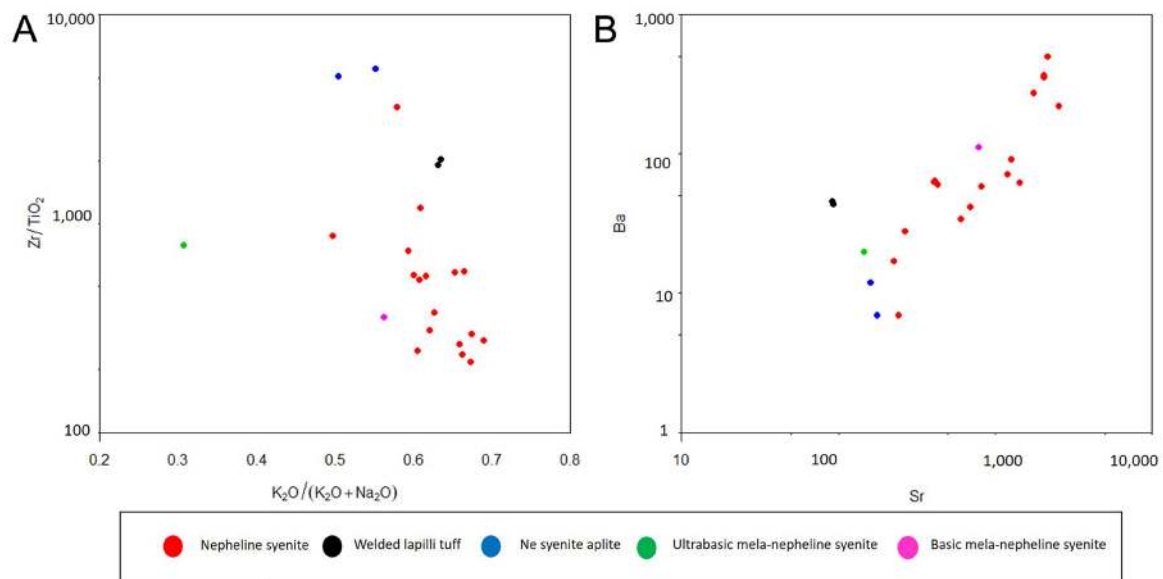 A
10,000
1,000
100
Zr/TiO₂
0.2 0.3 0.4 0.5 0.6 0.7 0.8
K₂O/(K₂O+Na₂O)
B
1,000
100
10
1
Ba
10 100 1,000 10,000
Sr
Nepheline syenite Welded lapilli tuff Ne syenite aplite Ultrabasic mela-nepheline syenite Basic mela-nepheline syenite